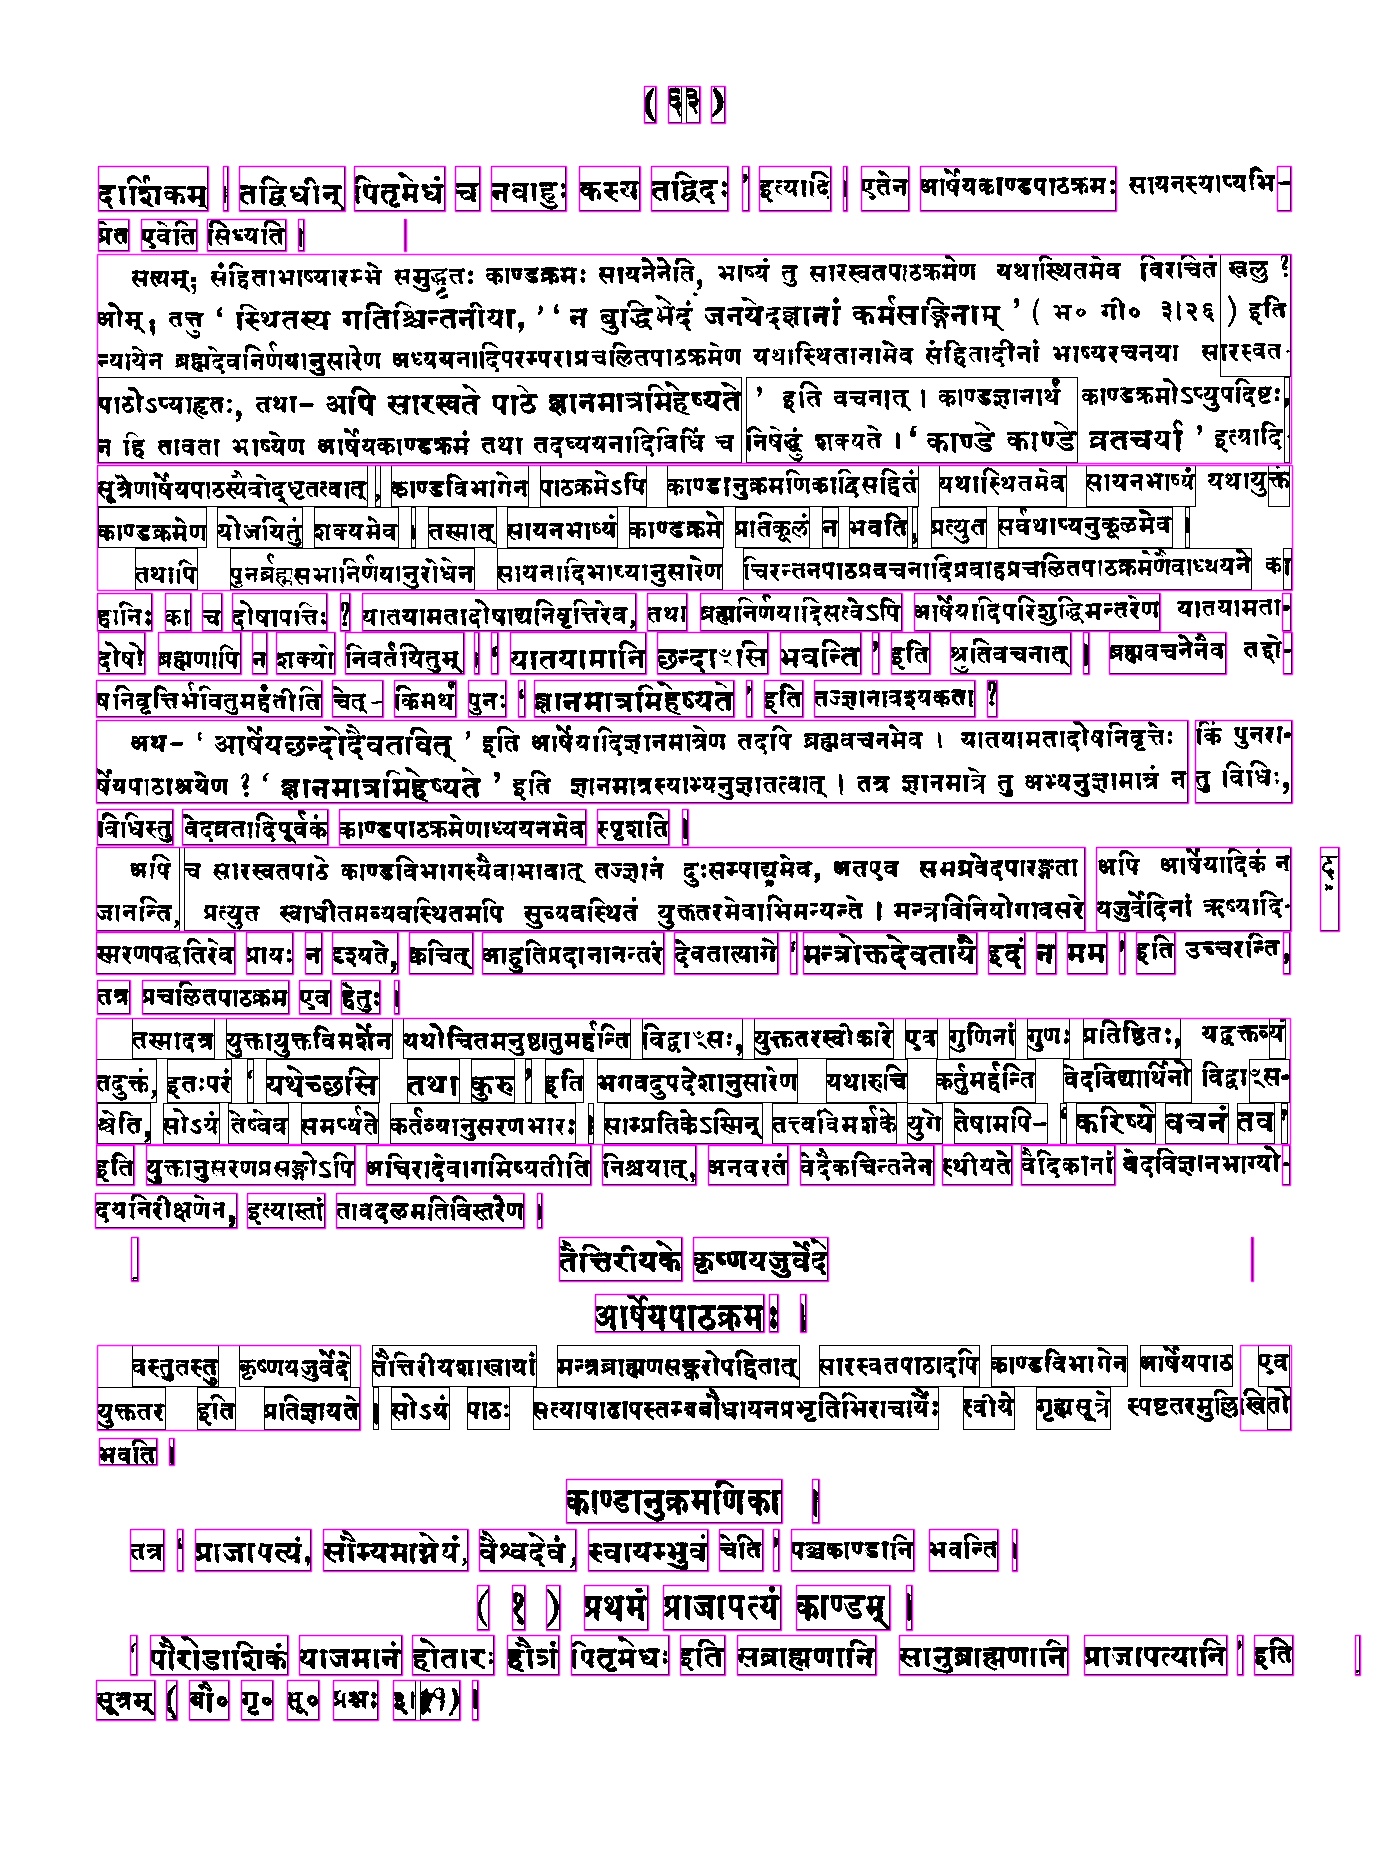 ( ३३ )
दार्शिकम् । तद्विधीन् पितृमेधं च नवाहुः कस्य तद्विदः ’ इत्यादि । एतेन आर्षेयकाण्डपाठक्रमः सायनस्याप्यभि-
प्रेत एवेति सिध्यति ।
सत्यम्; संहिताभाष्यारम्भे समुद्धृतः काण्डक्रमः सायनेनेति, भाष्यं तु सारस्वतपाठक्रमेण यथास्थितमेव विरचितं खलु ?
ओम्, तत्तु ‘ स्थितस्य गतिश्चिन्तनीया, ’ ‘ न बुद्धिभेदं जनयेदज्ञानां कर्मसङ्गिनाम् ’ ( भ० गी० ३।२६ ) इति
न्यायेन ब्रह्मदेवनिर्णयानुसारेण अध्ययनादिपरम्पराप्रचलितपाठक्रमेण यथास्थितानामेव संहितादीनां भाष्यरचनया सारस्वत-
पाठोऽप्याहृतः, तथा- अपि सारस्वते पाठे ज्ञानमात्रमिहेष्यते ’ इति वचनात् । काण्डज्ञानार्थं काण्डक्रमोऽप्युपदिष्टः,
न हि तावता भाष्येण आर्षेयकाण्डक्रमं तथा तदध्ययनादिविधिं च निषेद्धुं शक्यते । ‘ काण्डे काण्डे व्रतचर्या ’ इत्यादि-
सूत्रेणार्षेयपाठस्यैवोद्धृतत्वात् , काण्डविभागेन पाठक्रमेऽपि काण्डानुक्रमणिकादिसहितं यथास्थितमेव सायनभाष्यं यथायुक्तं
काण्डक्रमेण योजयितुं शक्यमेव । तस्मात् सायनभाष्यं काण्डक्रमे प्रातिकूलं न भवति, प्रत्युत सर्वथाप्यनुकूलमेव ।
तथापि पुनर्ब्रह्मसभानिर्णयानुरोधेन सायनादिभाष्यानुसारेण चिरन्तनपाठप्रवचनादिप्रवाहप्रचलितपाठक्रमेणैवाध्ययने का
हानिः का च दोषापत्तिः ? यातयामतादोषाद्यनिवृत्तिरेव, तथा ब्रह्मनिर्णयादिसत्वेऽपि आर्षेयादिपरिशुद्धिमन्तरेण यातयामता-
दोषो ब्रह्मणापि न शक्यो निवर्तयितुम् । ‘ यातयामानि छन्दाꣳसि भवन्ति ’ इति श्रुतिवचनात् । ब्रह्मवचनेनैव तद्दो-
षनिवृत्तिर्भवितुमर्हतीति चेत्- किमर्थं पुनः ‘ ज्ञानमात्रमिहेष्यते ’ इति तज्ज्ञानावश्यकता ?
अथ- ‘ आर्षेयछन्दोदैवतावित् ’ इति आर्षेयादिज्ञानमात्रेण तदपि ब्रह्मवचनमेव । यातयामतादोषनिवृत्तेः किं पुनरा-
र्षेयपाठाश्रयेण ? ‘ ज्ञानमात्रमिहेष्यते ’ इति ज्ञानमात्रस्याभ्यनुज्ञातत्वात् । तत्र ज्ञानमात्रे तु अभ्यनुज्ञामात्रं न तु विधिः,
विधिस्तु वेदव्रतादिपूर्वकं काण्डपाठक्रमेणाध्ययनमेव स्पृशति ।
अपि च सारस्वतपाठे काण्डविभागस्यैवाभावात् तज्ज्ञानं दुःसम्पाद्यमेव, अतएव समग्रवेदपारङ्गता अपि आर्षेयादिकं न
जानन्ति, प्रत्युत स्वाधीतमव्यवस्थितमपि सुव्यवस्थितं युक्ततरमेवाभिमन्यन्ते । मन्त्रविनियोगावसरे यजुर्वेदिनां ऋष्यादि-
स्मरणपद्धतिरेव प्रायः न दृश्यते, क्वचित् आहुतिप्रदानानन्तरं देवतात्यागे ‘ मन्त्रोक्तदेवतायै इदं न मम ’ इति उच्चरन्ति,
तत्र प्रचलितपाठक्रम एव हेतुः ।
तस्मादत्र युक्तायुक्तविमर्शेन यथोचितमनुष्ठातुमर्हन्ति विद्वाꣳसः, युक्ततरस्वीकारे एव गुणिनां गुणः प्रतिष्ठितः, यद्वक्तव्यं
तदुक्तं, इतःपरं ‘ यथेच्छसि तथा कुरु ’ इति भगवदुपदेशानुसारेण यथारुचि कर्तुमर्हन्ति वेदविद्यार्थिनो विद्वाꣳस-
श्चेति, सोऽयं तेष्वेव समर्प्यते कर्तव्यानुसरणभारः । साम्प्रतिकेऽस्मिन् तत्त्वविमर्शके युगे तेषामपि- ‘ करिष्ये वचनं तव ’
इति युक्तानुसरणप्रसङ्गोऽपि अचिरादेवागमिष्यतीति निश्चयात्, अनवरतं वेदैकचिन्तनेन स्थीयते वैदिकानां वेदविज्ञानभाग्यो-
दयनिरीक्षणेन, इत्यास्तां तावदलमतिविस्तरेण ।
तैत्तिरीयके कृष्णयजुर्वेदे
आर्षेयपाठक्रमः ।
वस्तुतस्तु कृष्णयजुर्वेदे तैत्तिरीयशाखायां मन्त्रब्राह्मणसङ्करोपद्दितात् सारस्वतपाठादपि काण्डविभागेन आर्षेयपाठ एव
युक्ततर इति प्रतिज्ञायते । सोऽयं पाठः सत्याषाढापस्तम्बबौधायनप्रभृतिभिराचार्यैः स्वीये गृह्यसूत्रे स्पष्टतरमुल्लिखितो
भवति ।
काण्डानुक्रमणिका ।
तत्र ‘ प्राजापत्यं, सौम्यमाग्नेयं, वैश्वदेवं, स्वायम्भुवं चेति ’ पञ्चकाण्डानि भवन्ति ।
( १ ) प्रथमं प्राजापत्यं काण्डम् ।
‘ पौरोडाशिकं याजमानं होतारः हौत्रं पितृमेधः इति सब्राह्मणानि सानुब्राह्मणानि प्राजापत्यानि ’ इति
सूत्रम् ( बौ० गृ० सू० प्रश्नः ३।१ ) ।